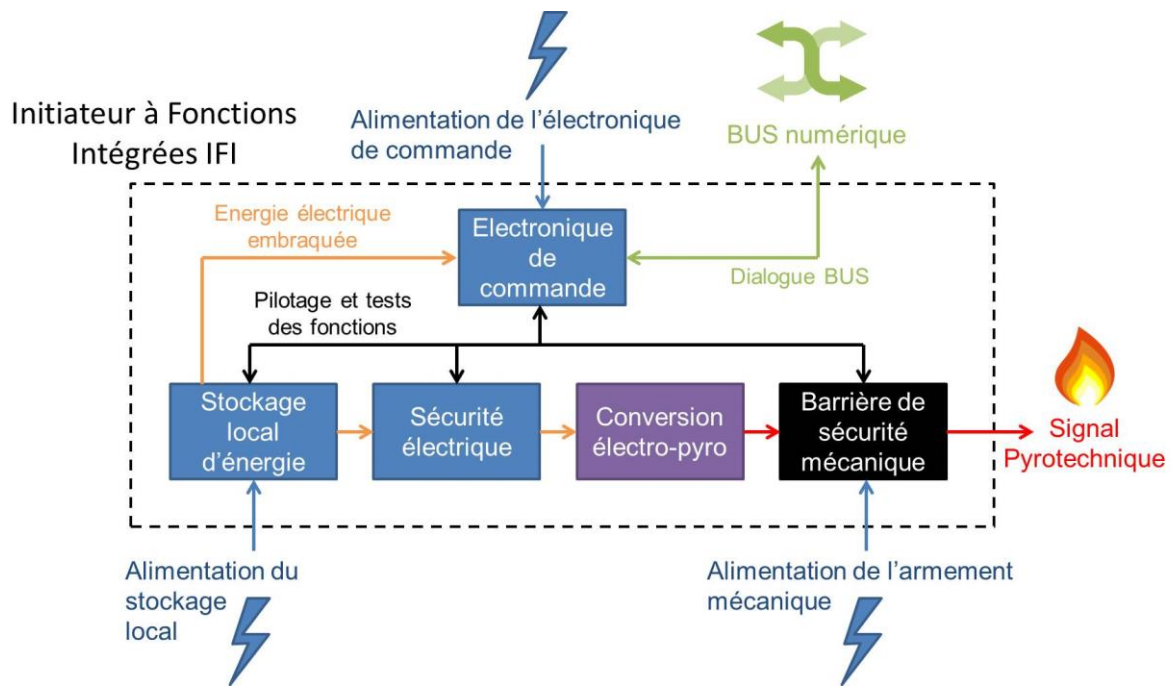 Initiateur à Fonctions
Intégrées IFI
Alimentation de l'électronique
de commande
BUS numérique
Energie électrique
embraquée
Electronique
de
commande
Dialogue BUS
Pilotage et tests
des fonctions
Stockage
local
d'énergie
Sécurité
électrique
Conversion
électro-pyro
Barrière de
sécurité
mécanique
Signal
Pyrotechnique
Alimentation du
stockage
local
Alimentation de l'armement
mécanique